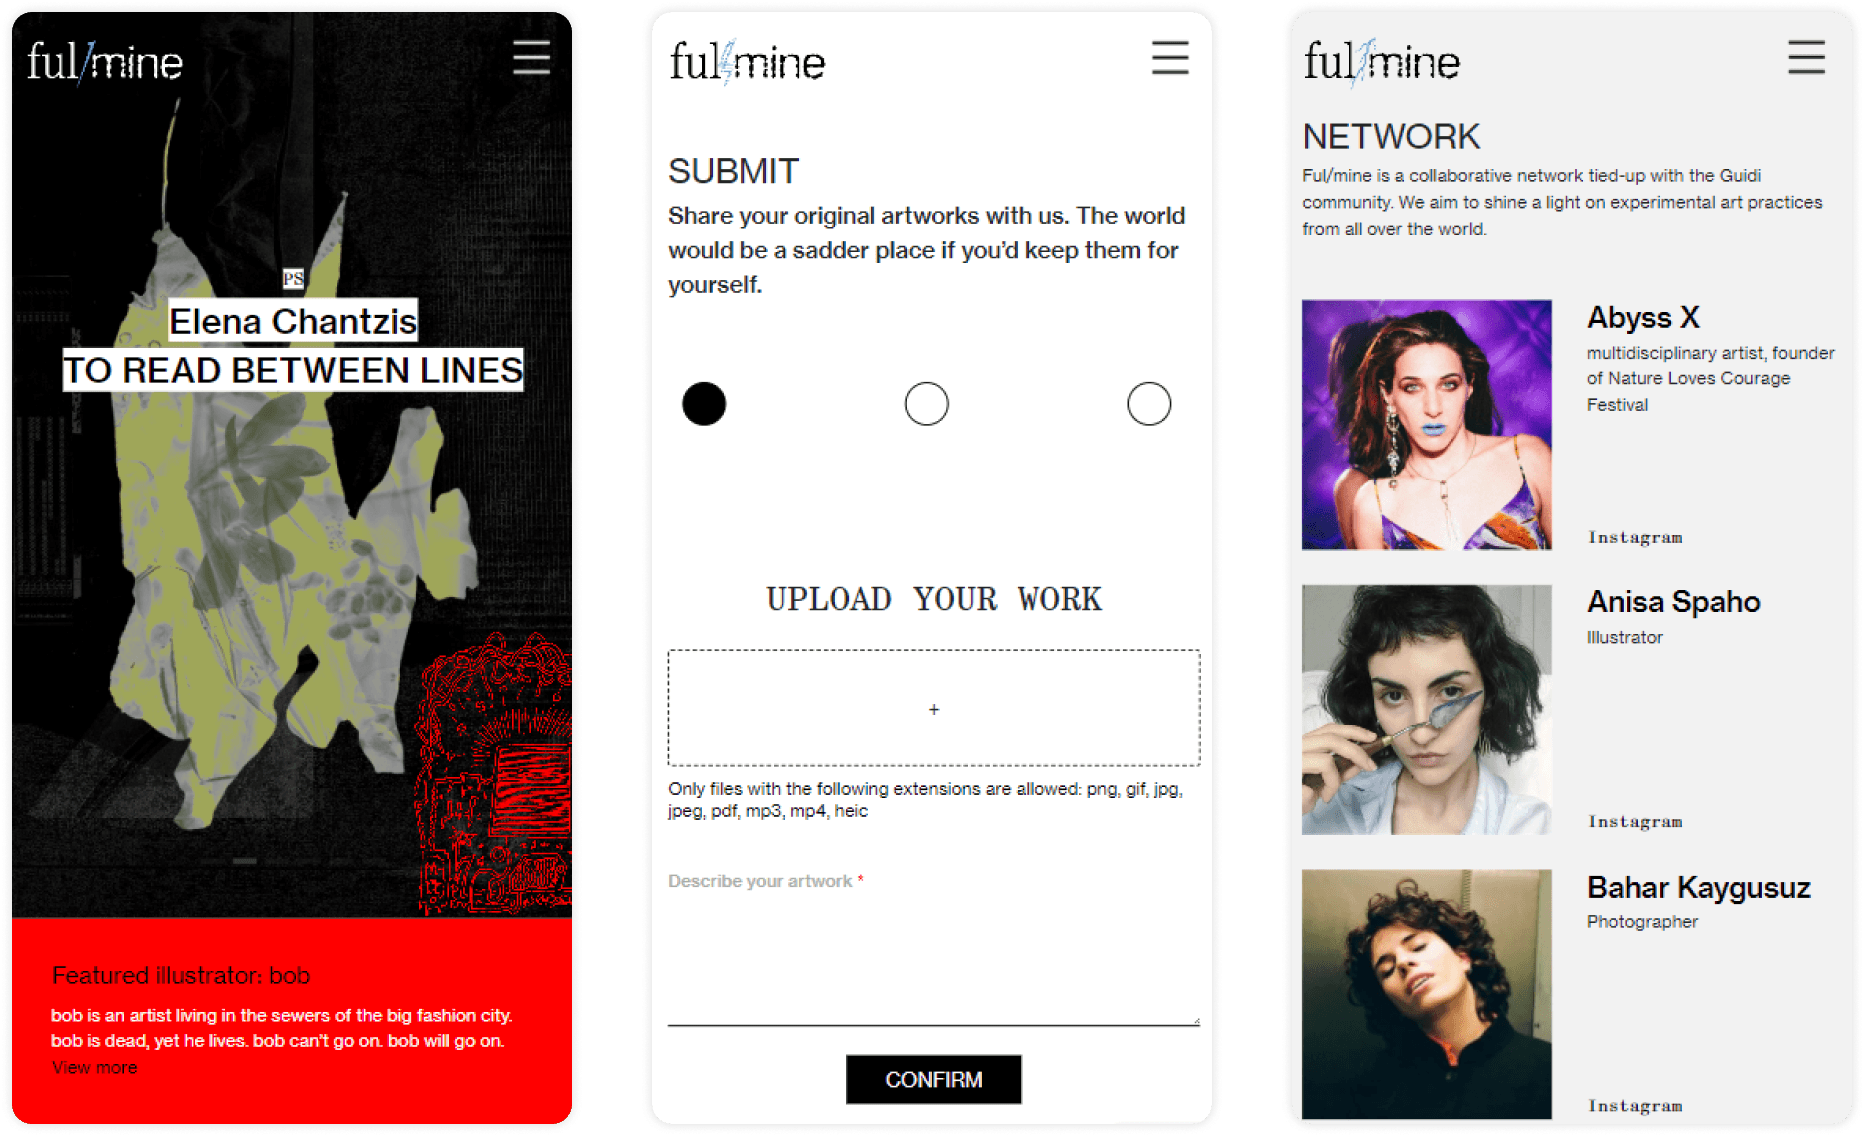 ful/mine
PS
Elena Chantzis
TO READ BETWEEN LINES
Featured illustrator: bob
bob is an artist living in the sewers of the big fashion city.
bob is dead, yet he lives. bob can't go on. bob will go on.
View more
ful/mine
SUBMIT
Share your original artworks with us. The world
would be a sadder place if you’d keep them for
yourself.
UPLOAD YOUR WORK
+
Only files with the following extensions are allowed: png, gif, jpg,
jpeg, pdf, mp3, mp4, heic
Describe your artwork *
CONFIRM
ful/mine
NETWORK
Ful/mine is a collaborative network tied-up with the Guidi
community. We aim to shine a light on experimental art practices
from all over the world.
Abyss X
multidisciplinary artist, founder
of Nature Loves Courage
Festival
Instagram
Anisa Spaho
Illustrator
Instagram
Bahar Kaygusuz
Photographer
Instagram